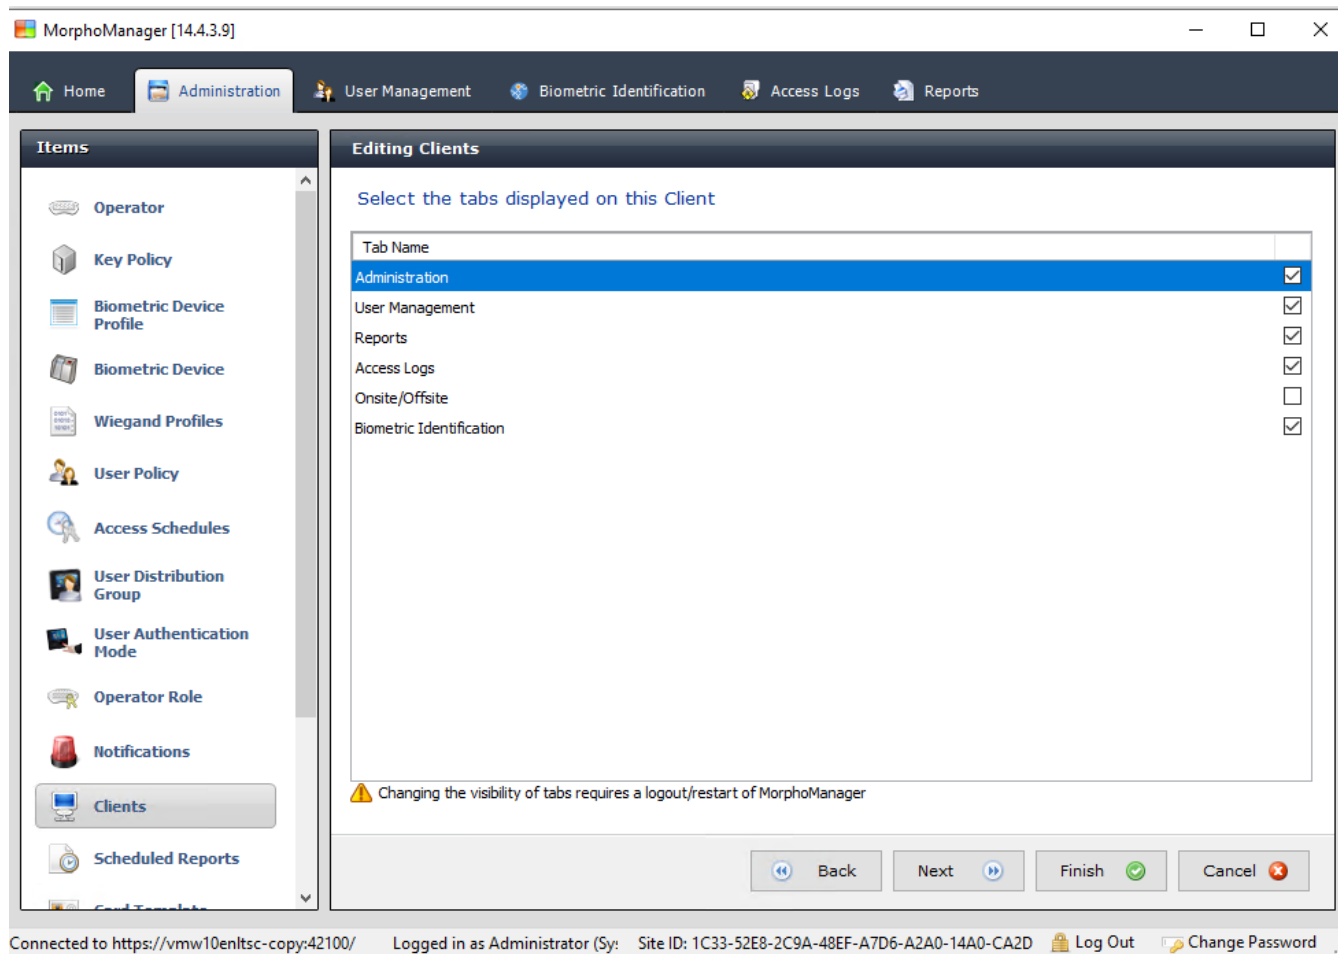 MorphoManager [14.4.3.9]
Home Administration User Management Biometric Identification Access Logs Reports
Items
Operator
Key Policy
Biometric Device
Profile
Biometric Device
Wiegand Profiles
User Policy
Access Schedules
User Distribution
Group
User Authentication
Mode
Operator Role
Notifications
Clients
Scheduled Reports
Card Template
Editing Clients
Select the tabs displayed on this Client
Tab Name
Administration
User Management
Reports
Access Logs
Onsite/Offsite
Biometric Identification
Changing the visibility of tabs requires a logout/restart of MorphoManager
Back Next Finish Cancel
Connected to https://vmw10enltsc-copy:42100/ Logged in as Administrator (Sy: Site ID: 1C33-52E8-2C9A-48EF-A7D6-A2A0-14A0-CA2D Log Out Change Password